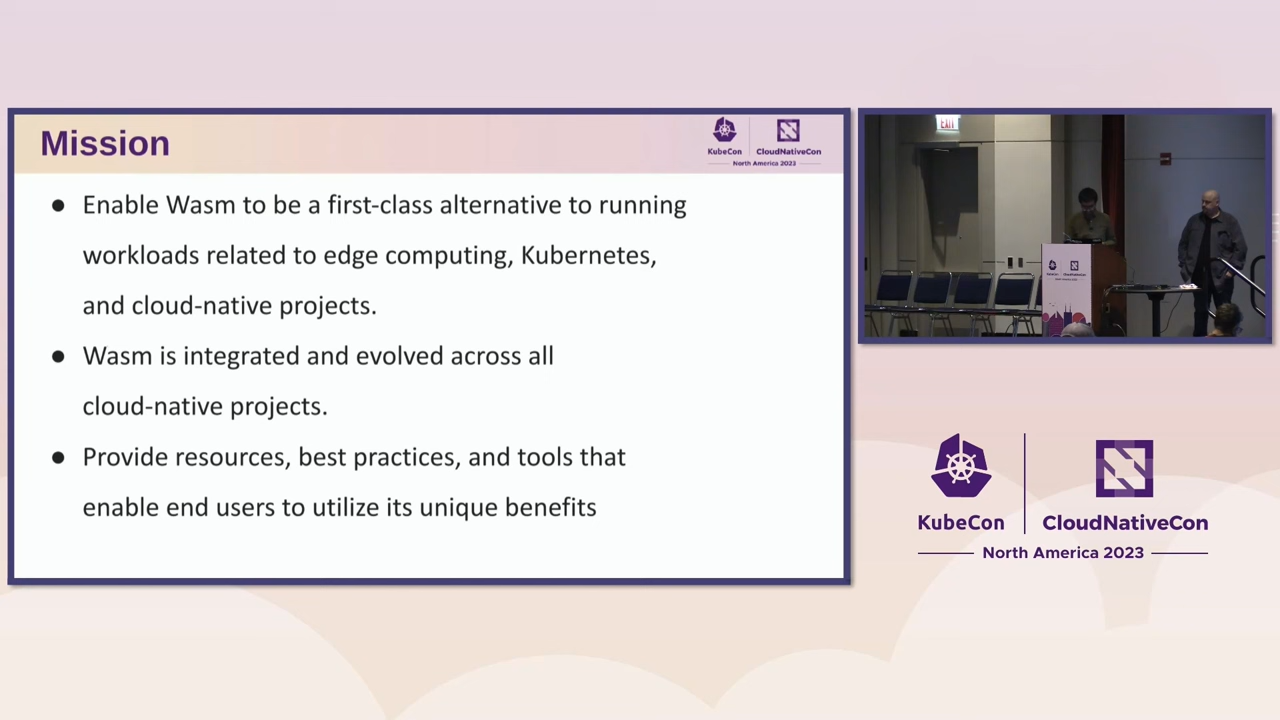 Mission
KubeCon
CloudNativeCon
North America 2023
● Enable Wasm to be a first-class alternative to running
workloads related to edge computing, Kubernetes,
and cloud-native projects.
● Wasm is integrated and evolved across all
cloud-native projects.
● Provide resources, best practices, and tools that
enable end users to utilize its unique benefits
EXIT
KubeCon
CloudNativeCon
North America 2023